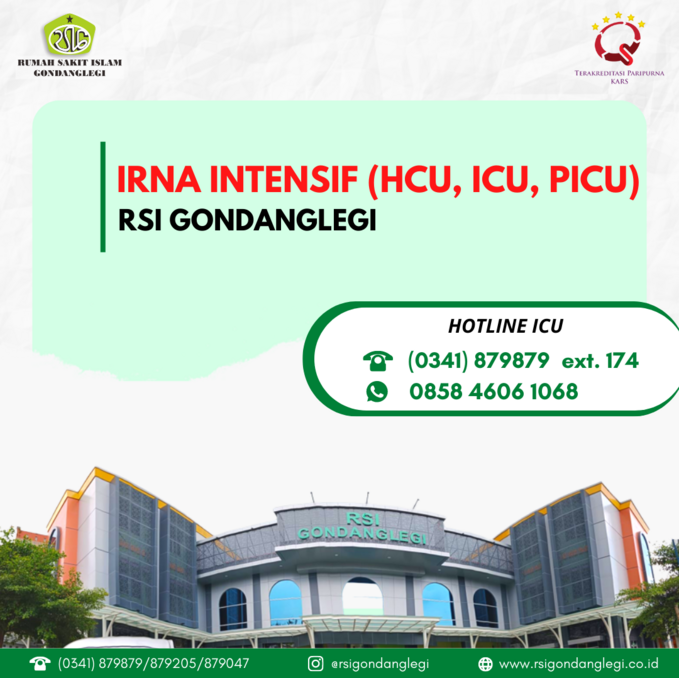 RSIG
RUMAH SAKIT ISLAM
GONDANGLEGI
TERAKREDITASI PARIPURNA
KARS
IRNA INTENSIF (HCU, ICU, PICU)
RSI GONDANGLEGI
HOTLINE ICU
(0341) 879879 ext. 174
0858 4606 1068
RSI
GONDANGLEGI
(0341) 879879/879205/879047
@rsigondanglegi
www.rsigondanglegi.co.id